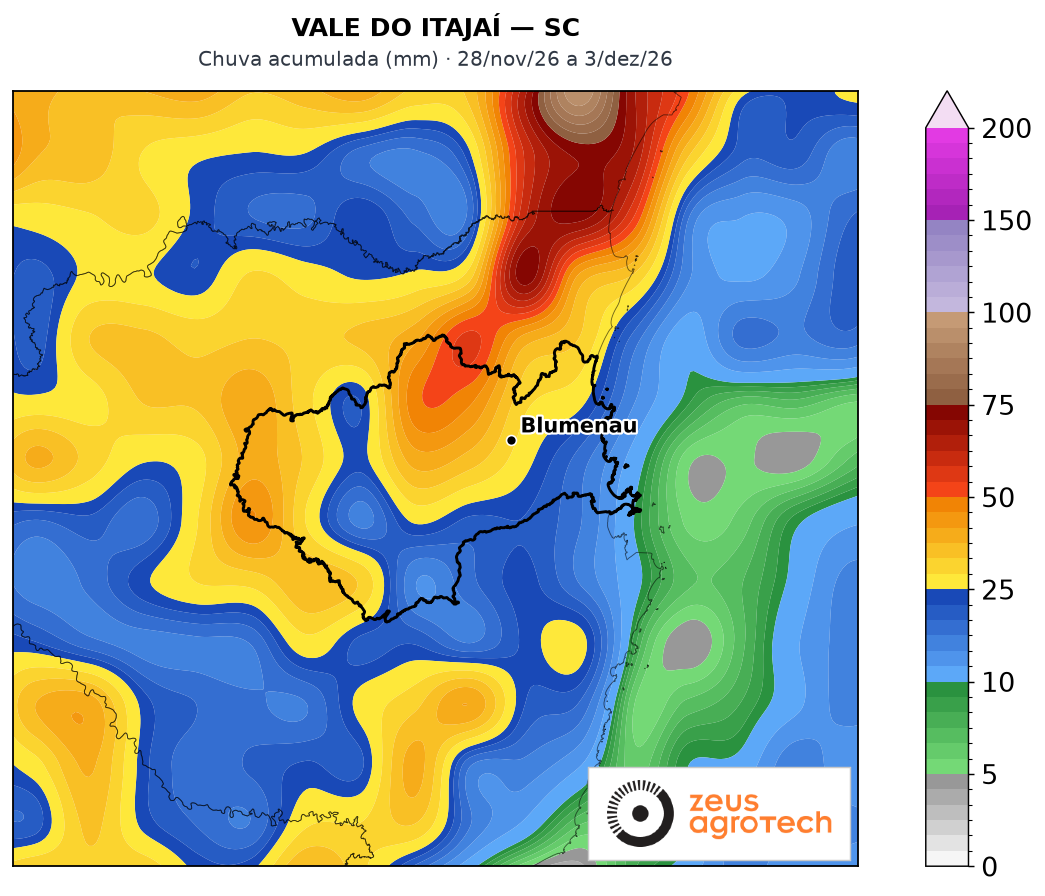 VALE DO ITAJAÍ — SC
Chuva acumulada (mm) · 28/nov/26 a 3/dez/26
Blumenau
200
150
100
75
50
25
10
5
0
zeus
agrotech